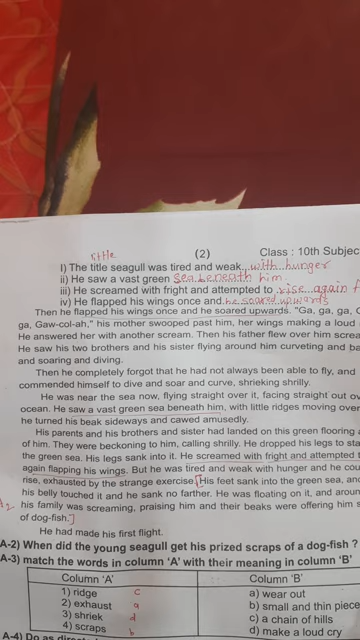 little
(2) Class : 10th Subject
I) The title seagull was tired and weak with hunger
ii) He saw a vast green sea beneath him.
iii) He screamed with fright and attempted to rise again
iv) He flapped his wings once and he soared upwards
Then he flapped his wings once and he soared upwards. "Ga, ga, ga,
ga, Gaw-col-ah," his mother swooped past him, her wings making a loud
He answered her with another scream. Then his father flew over him
He saw his two brothers and his sister flying around him curveting and
and soaring and diving.
Then he completely forgot that he had not always been able to fly, and
commended himself to dive and soar and curve, shrieking shrilly.
He was near the sea now, flying straight over it, facing straight out
ocean. He saw a vast green sea beneath him, with little ridges moving over
he turned his beak sideways and cawed amusedly.
His parents and his brothers and sister had landed on this green flooring
of him. They were beckoning to him, calling shrilly. He dropped his legs to
the green sea. His legs sank into it. He screamed with fright and attempted
again flapping his wings. But he was tired and weak with hunger and he
rise, exhausted by the strange exercise. [His feet sank into the green sea,
his belly touched it and he sank no farther. He was floating on it, and
A2 his family was screaming, praising him and their beaks were offering him
of dog-fish.]
He had made his first flight.
A-2) When did the young seagull get his prized scraps of a dog-fish ?
A-3) match the words in column 'A' with their meaning in column 'B'
Column 'A' Column 'B'
1) ridge c a) wear out
2) exhaust a b) small and thin
3) shriek d c) a chain of hills
4) scraps b d) make a loud cry